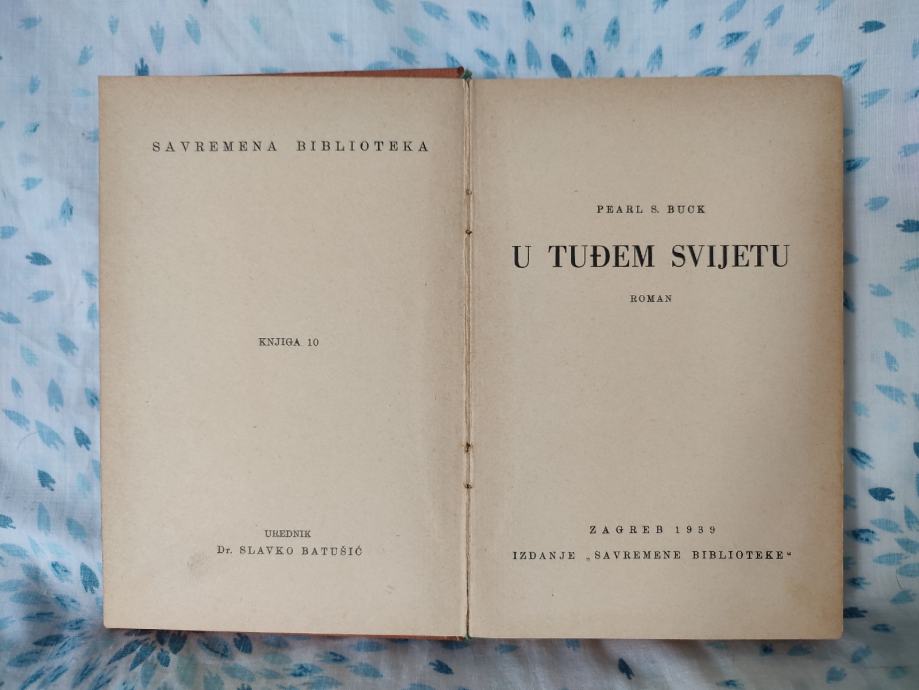 SAVREMENA BIBLIOTEKA
KNJIGA 10
UREDNIK
Dr. SLAVKO BATUŠIĆ
PEARL S. BUCK
U TUĐEM SVIJETU
ROMAN
ZAGREB 1939
IZDANJE „SAVREMENE BIBLIOTEKE“